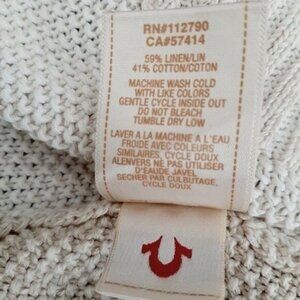 RN#112790
CA#57414
59% LINEN/LIN
41% COTTON/COTON
MACHINE WASH COLD
WITH LIKE COLORS
GENTLE CYCLE INSIDE OUT
DO NOT BLEACH
TUMBLE DRY LOW
LAVER A LA MACHINE A L'EAU
FROIDE AVEC COULEURS
SIMILAIRES, CYCLE DOUX
ALENVERS NE PAS UTILISER
D'EAUDE JAVEL
SECHER PAR CULBUTAGE,
CYCLE DOUX